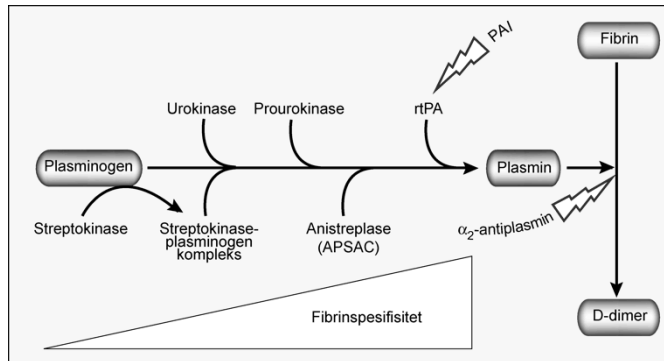 Fibrin
PAI
Urokinase
Prourokinase
rtPA
Plasminogen
Plasmin
Streptokinase
Streptokinase-
plasminogen
kompleks
Anistreplase
(APSAC)
α₂-antiplasmin
Fibrinspesifisitet
D-dimer